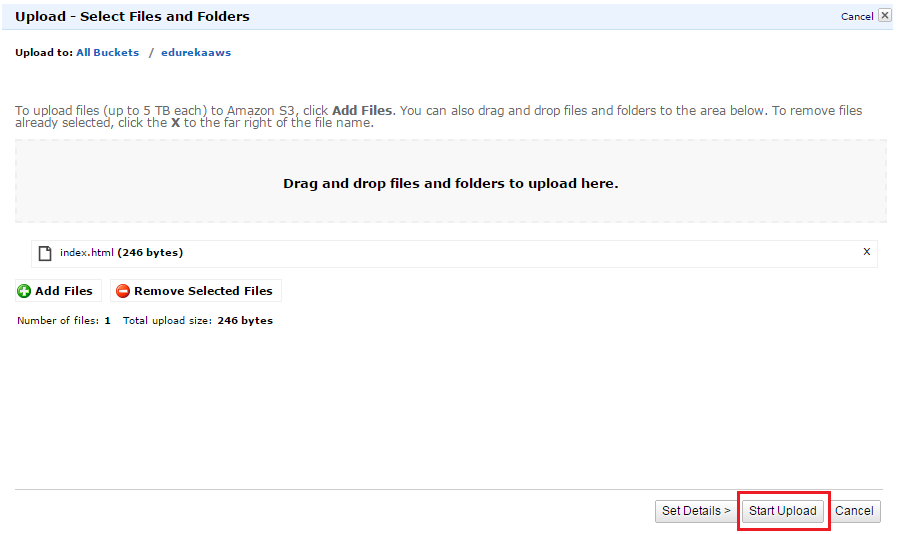 Upload - Select Files and Folders
Cancel X
Upload to: All Buckets / edurekaaws
To upload files (up to 5 TB each) to Amazon S3, click Add Files. You can also drag and drop files and folders to the area below. To remove files
already selected, click the X to the far right of the file name.
Drag and drop files and folders to upload here.
index.html (246 bytes) X
Add Files Remove Selected Files
Number of files: 1 Total upload size: 246 bytes
Set Details > Start Upload Cancel